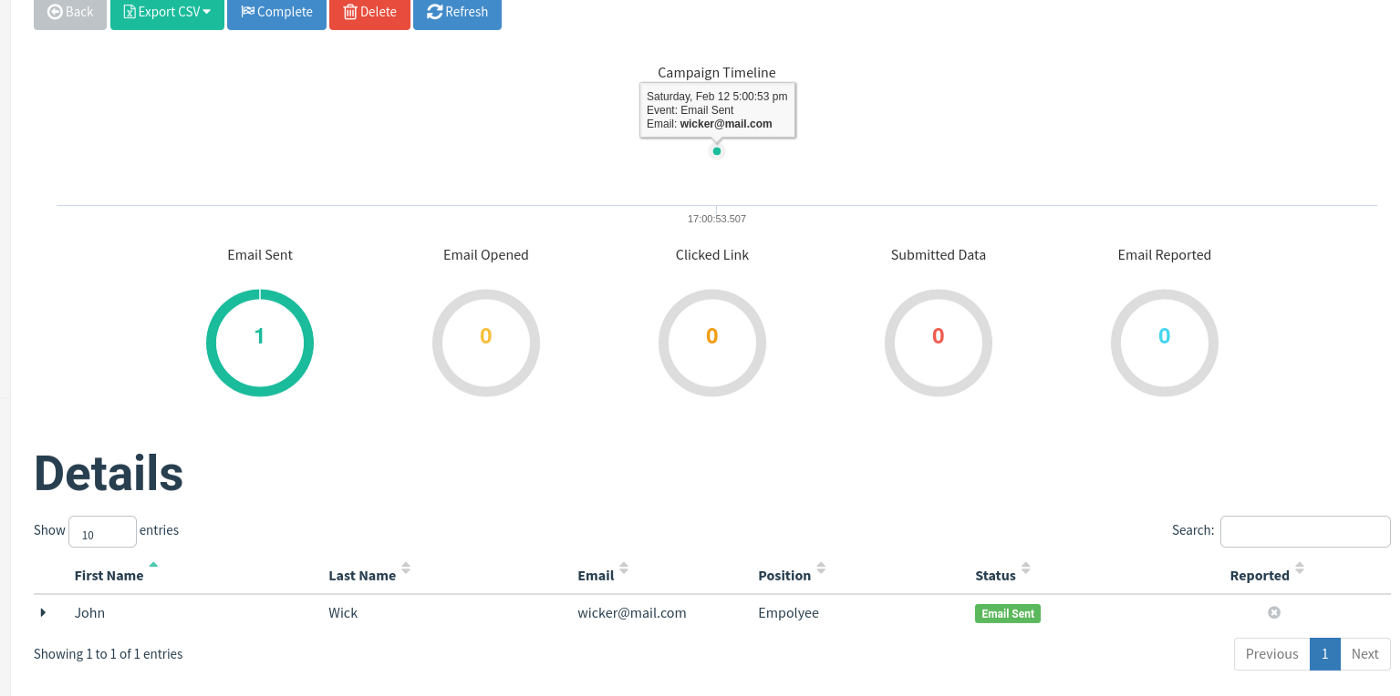 Back Export CSV Complete Delete Refresh
Campaign Timeline
Saturday, Feb 12 5:00:53 pm
Event: Email Sent
Email: wicker@mail.com
17:00:53.507
Email Sent Email Opened Clicked Link Submitted Data Email Reported
1 0 0 0 0
Details
Show 10 entries Search:
First Name Last Name Email Position Status Reported
John Wick wicker@mail.com Empolyee Email Sent
Showing 1 to 1 of 1 entries Previous 1 Next